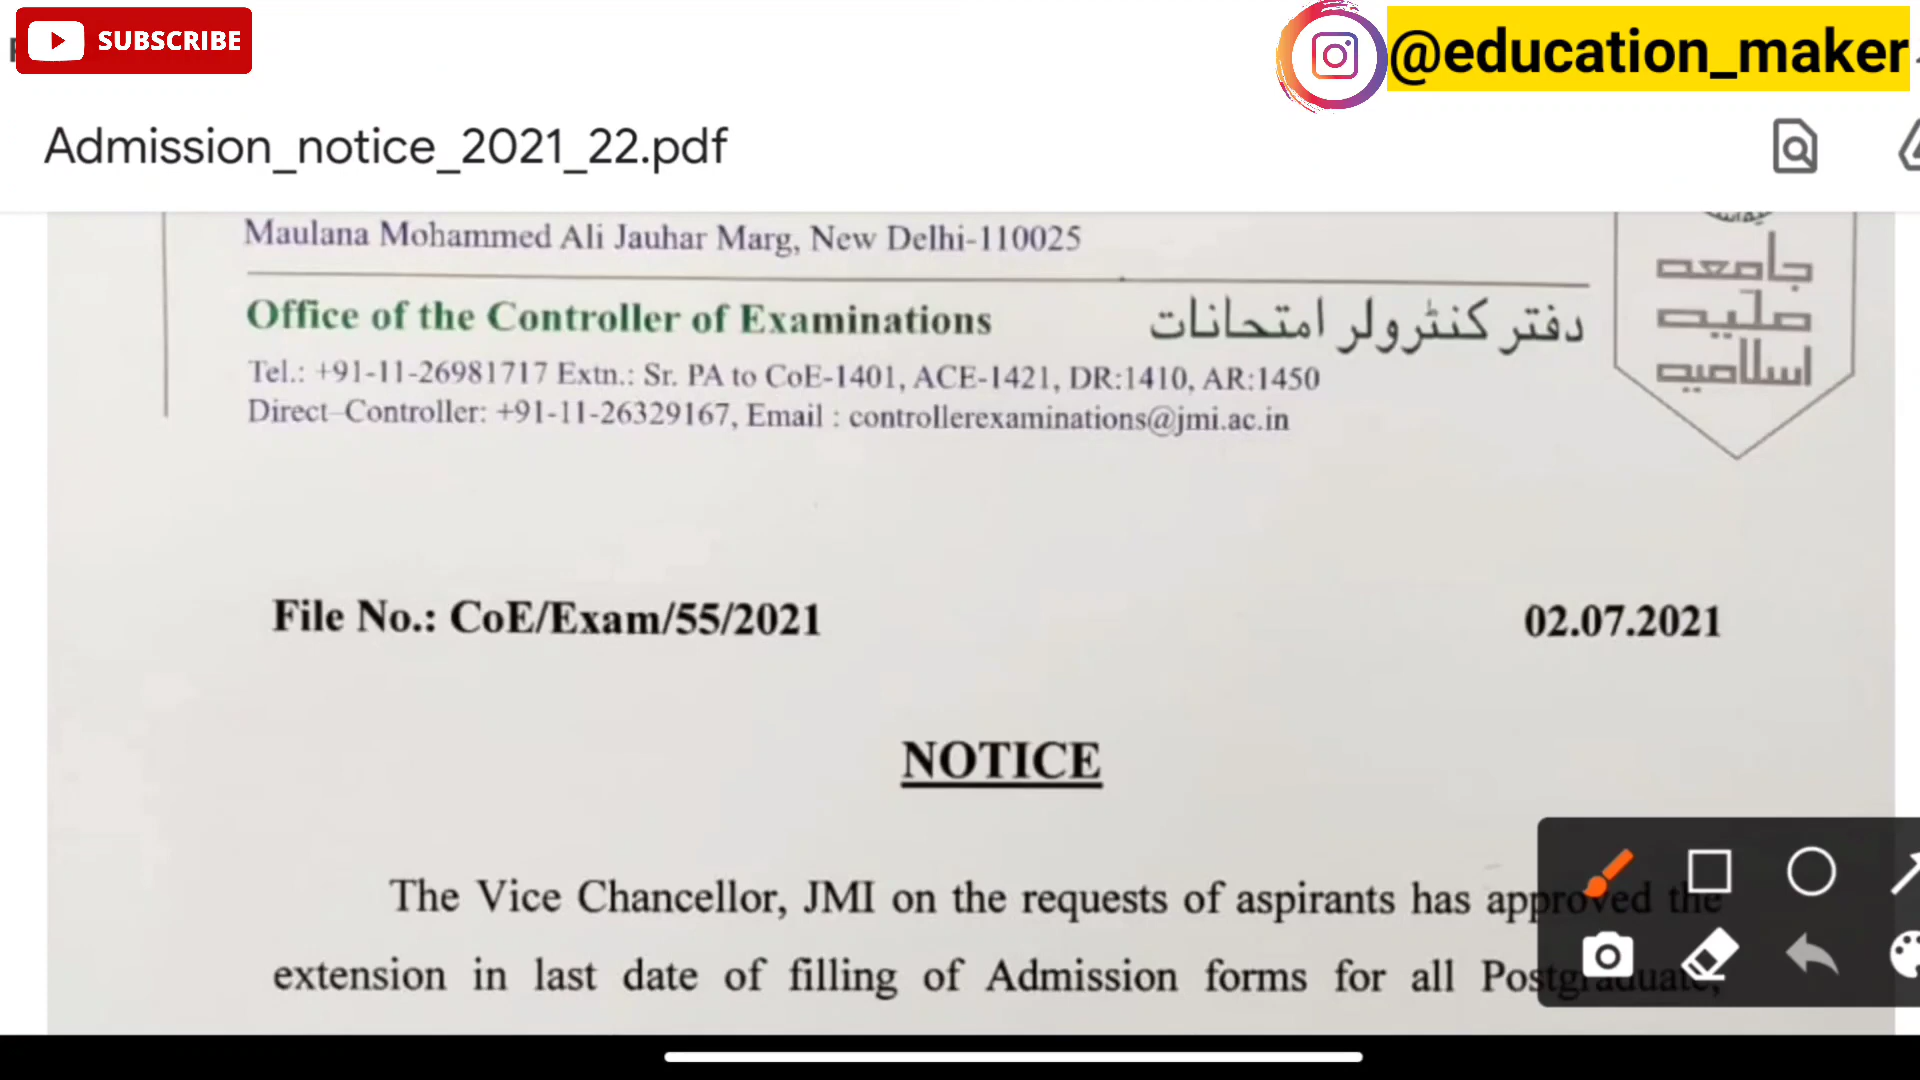 SUBSCRIBE
@education_maker
Admission_notice_2021_22.pdf
Maulana Mohammed Ali Jauhar Marg, New Delhi-110025
Office of the Controller of Examinations
دفتر کنٹرولر امتحانات
جامعہ
ملیہ
اسلامیہ
Tel.: +91-11-26981717 Extn.: Sr. PA to CoE-1401, ACE-1421, DR:1410, AR:1450
Direct-Controller: +91-11-26329167, Email : controllerexaminations@jmi.ac.in
File No.: CoE/Exam/55/2021
02.07.2021
NOTICE
The Vice Chancellor, JMI on the requests of aspirants has approved the
extension in last date of filling of Admission forms for all Postgraduate,